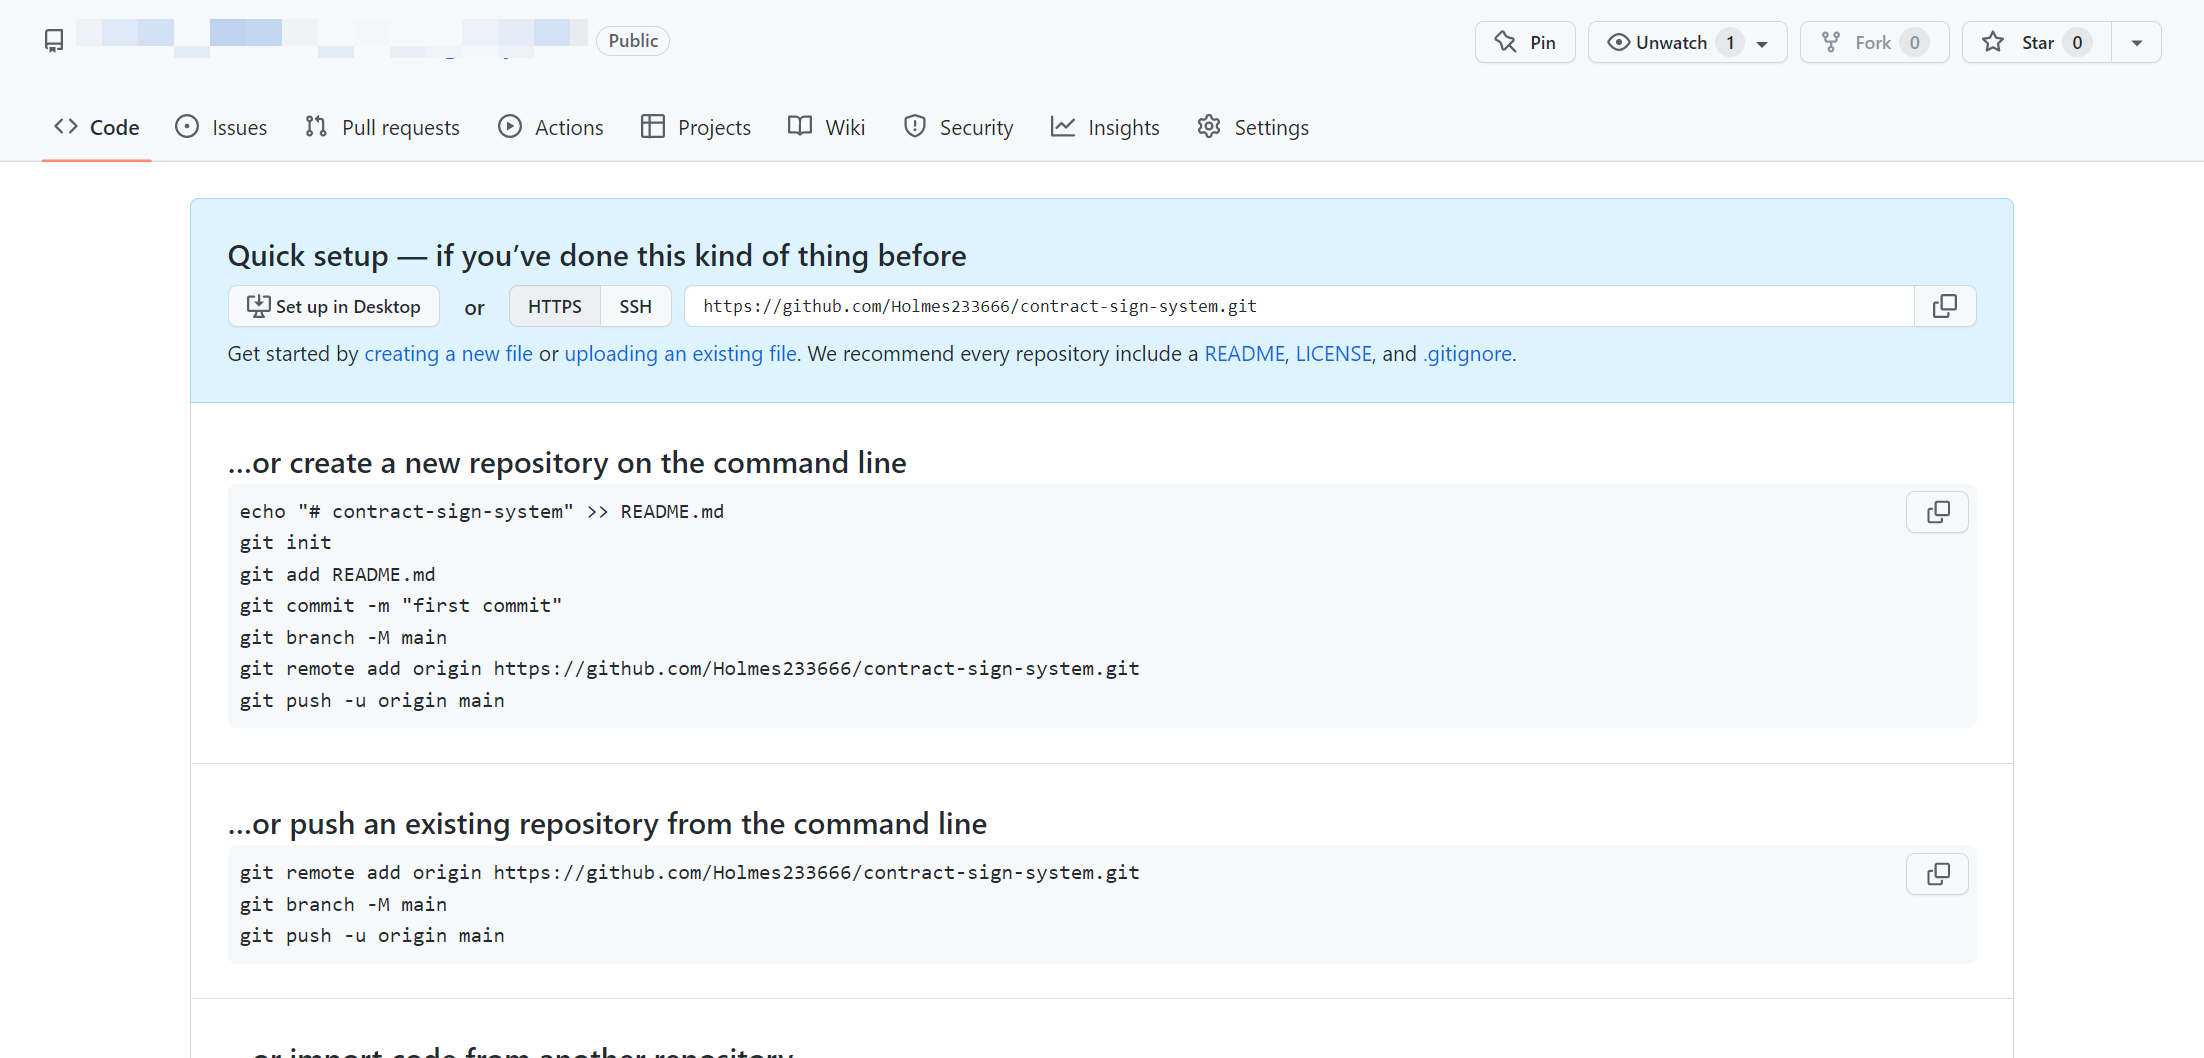 Public
Pin
Unwatch 1
Fork 0
Star 0
Code
Issues
Pull requests
Actions
Projects
Wiki
Security
Insights
Settings
Quick setup — if you’ve done this kind of thing before
Set up in Desktop or HTTPS SSH https://github.com/Holmes233666/contract-sign-system.git
Get started by creating a new file or uploading an existing file. We recommend every repository include a README, LICENSE, and .gitignore.
…or create a new repository on the command line
echo "# contract-sign-system" >> README.md
git init
git add README.md
git commit -m "first commit"
git branch -M main
git remote add origin https://github.com/Holmes233666/contract-sign-system.git
git push -u origin main
…or push an existing repository from the command line
git remote add origin https://github.com/Holmes233666/contract-sign-system.git
git branch -M main
git push -u origin main
…or import code from another repository